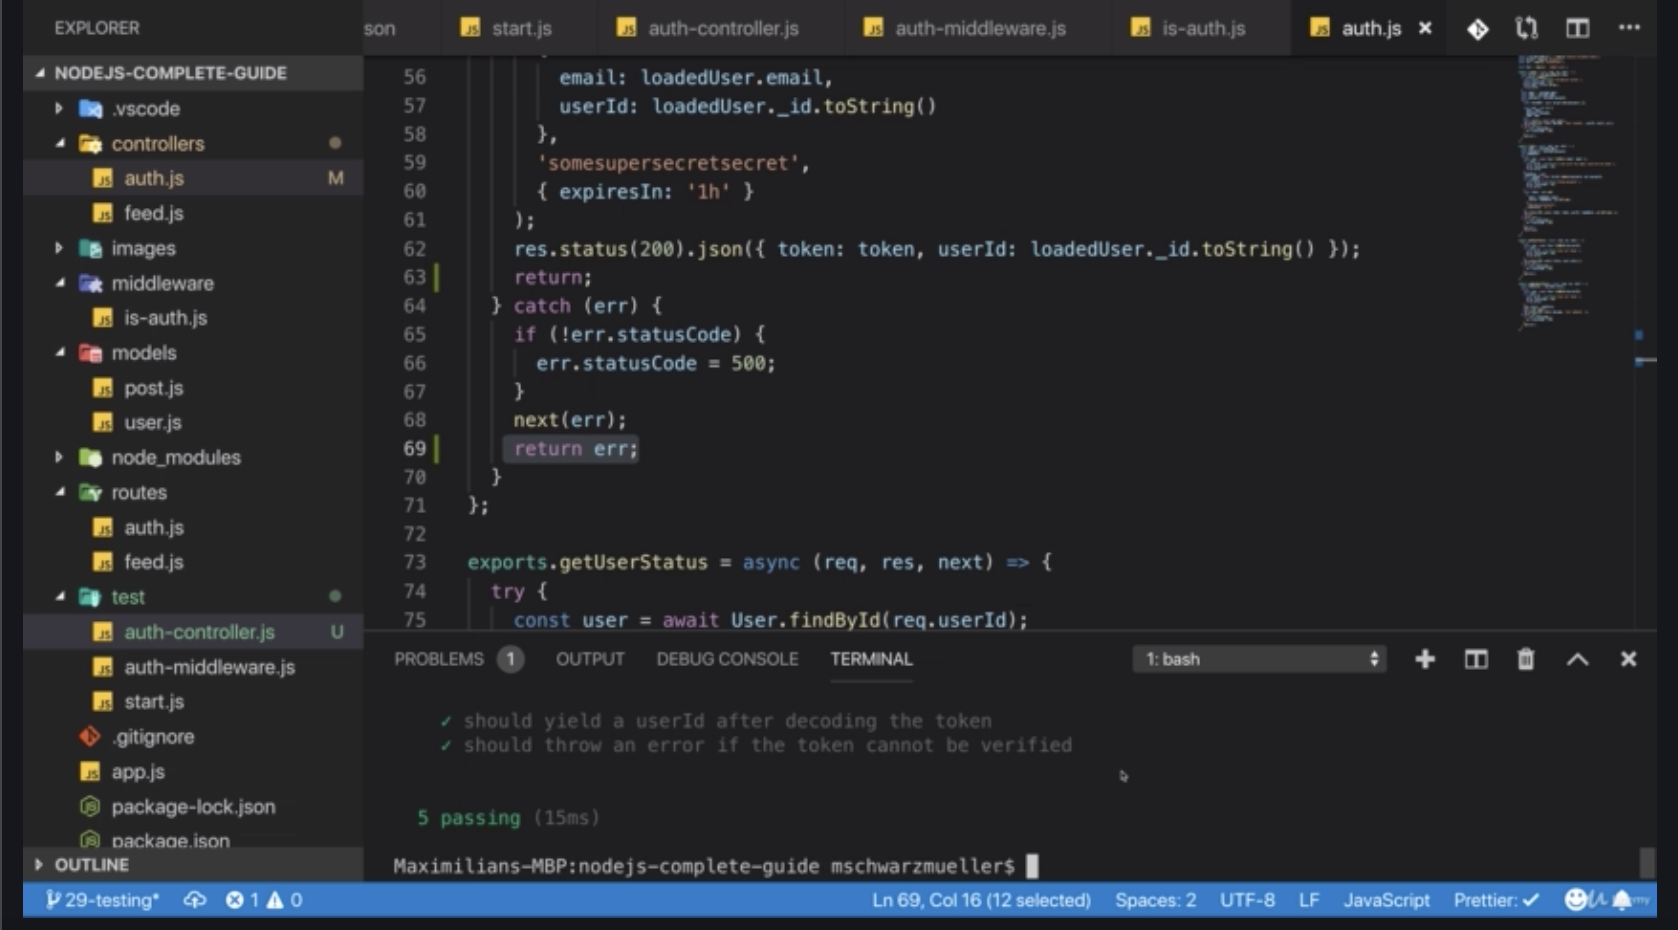 EXPLORER
son start.js auth-controller.js auth-middleware.js is-auth.js auth.js
NODEJS-COMPLETE-GUIDE
.vscode
controllers
auth.js M
feed.js
images
middleware
is-auth.js
models
post.js
user.js
node_modules
routes
auth.js
feed.js
test
auth-controller.js U
auth-middleware.js
start.js
.gitignore
app.js
package-lock.json
package.json
OUTLINE
56 email: loadedUser.email,
57 userId: loadedUser._id.toString()
58 },
59 'somesupersecretsecret',
60 { expiresIn: '1h' }
61 );
62 res.status(200).json({ token: token, userId: loadedUser._id.toString() });
63 return;
64 } catch (err) {
65 if (!err.statusCode) {
66 err.statusCode = 500;
67 }
68 next(err);
69 return err;
70 }
71 };
72
73 exports.getUserStatus = async (req, res, next) => {
74 try {
75 const user = await User.findById(req.userId);
PROBLEMS 1 OUTPUT DEBUG CONSOLE TERMINAL 1: bash
✓ should yield a userId after decoding the token
✓ should throw an error if the token cannot be verified
5 passing (15ms)
Maximilians-MBP:nodejs-complete-guide mschwarzmueller$
29-testing* 1 0 Ln 69, Col 16 (12 selected) Spaces: 2 UTF-8 LF JavaScript Prettier: ✓